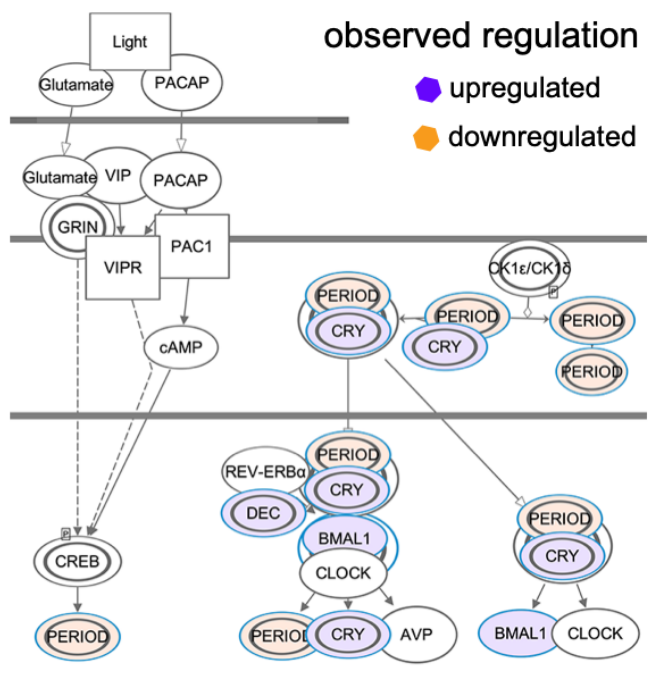 Light
observed regulation
Glutamate
PACAP
upregulated
downregulated
Glutamate
VIP
PACAP
GRIN
PAC1
VIPR
CK1ε/CK1δ
P
PERIOD
PERIOD
PERIOD
CRY
CRY
cAMP
PERIOD
PERIOD
REV-ERBα
CRY
DEC
PERIOD
P
BMAL1
CRY
CREB
CLOCK
PERIOD
PERIOD
CRY
AVP
BMAL1
CLOCK